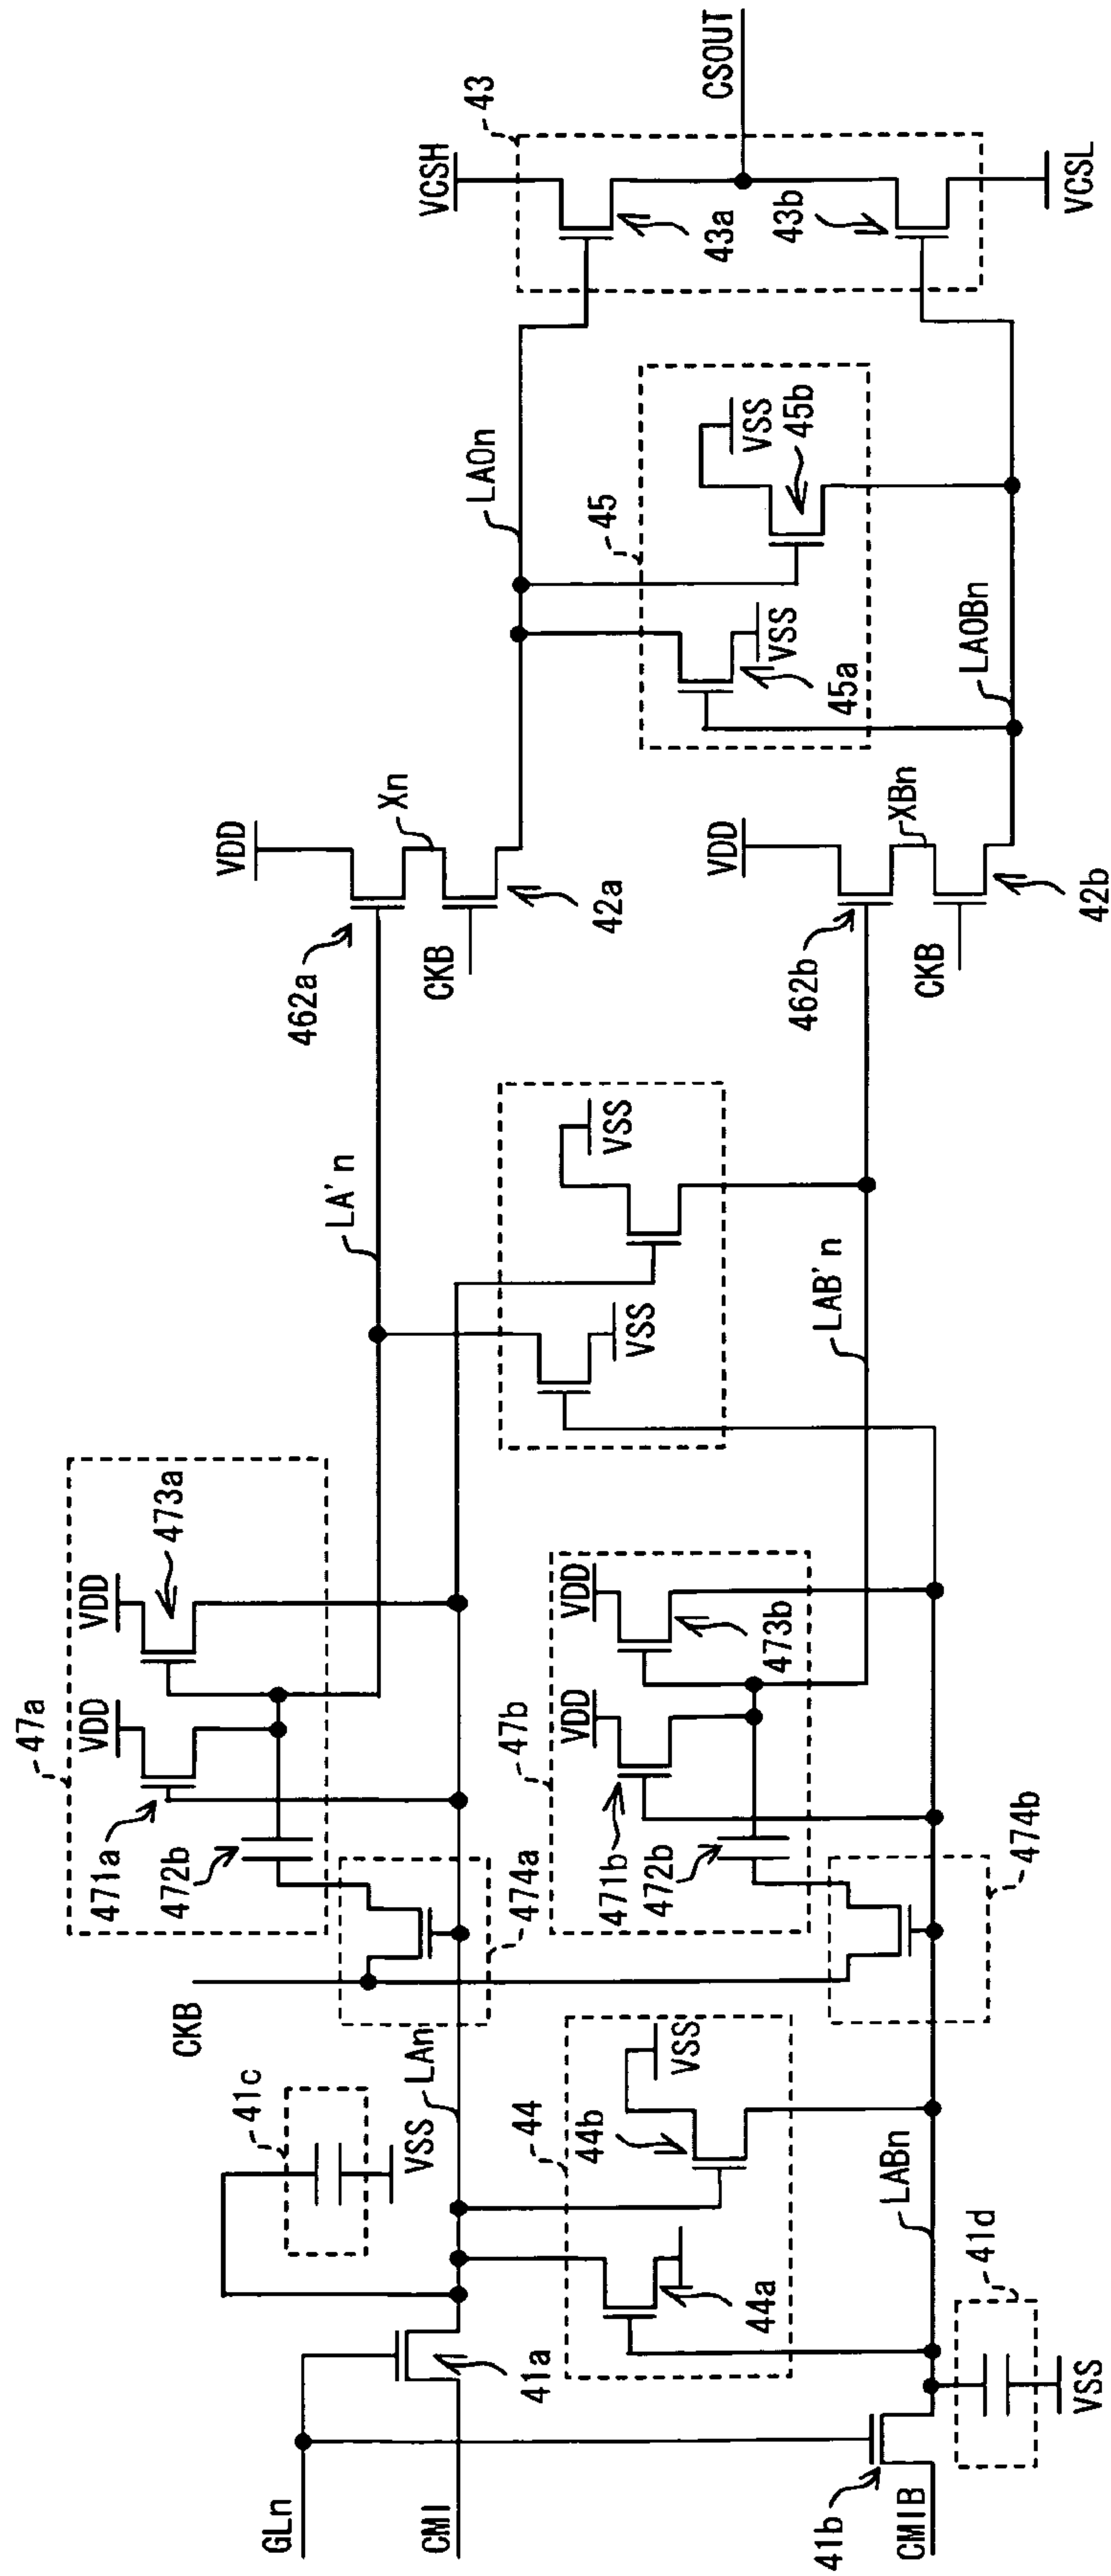 GLn
CMI
41a
41b
CMIB
41c
VSS
LAn
44
44a
44b
VSS
LABn
41d
VSS
CKB
474a
474b
47a
VDD
VDD
471a
472b
473a
47b
VDD
VDD
471b
472b
473b
LA'n
VSS
VSS
LAB'n
VDD
462a
Xn
CKB
42a
VDD
462b
XBn
CKB
42b
LAOn
45
VSS
45a
VSS
45b
LAOBn
VCSH
43
43a
CSOUT
43b
VCSL